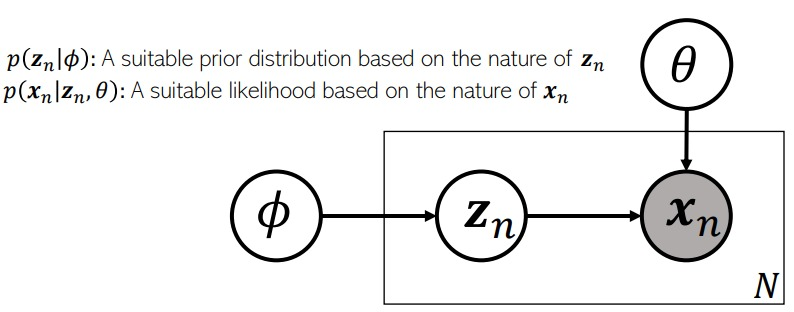 p(zₙ|ϕ): A suitable prior distribution based on the nature of zₙ
p(xₙ|zₙ, θ): A suitable likelihood based on the nature of xₙ
θ
ϕ
zₙ
xₙ
N